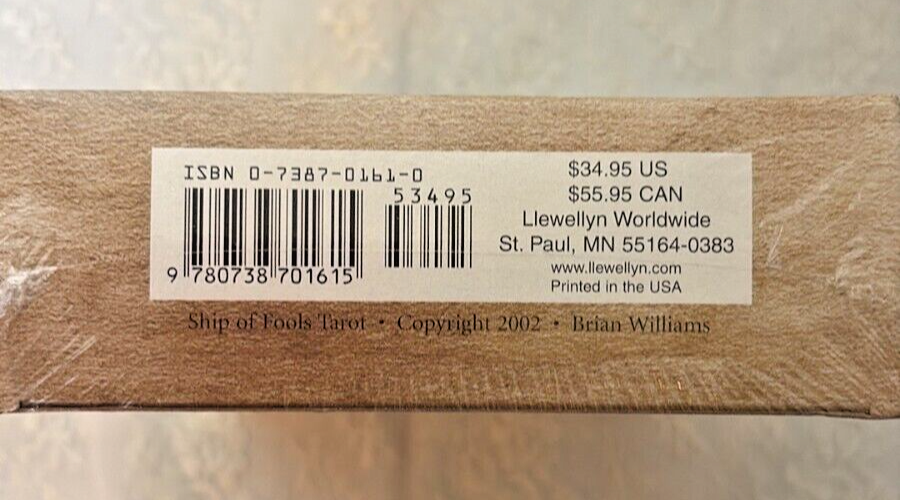 ISBN 0-7387-0161-0
53495
9 780738 701615
$34.95 US
$55.95 CAN
Llewellyn Worldwide
St. Paul, MN 55164-0383
www.llewellyn.com
Printed in the USA
Ship of Fools Tarot • Copyright 2002 • Brian Williams